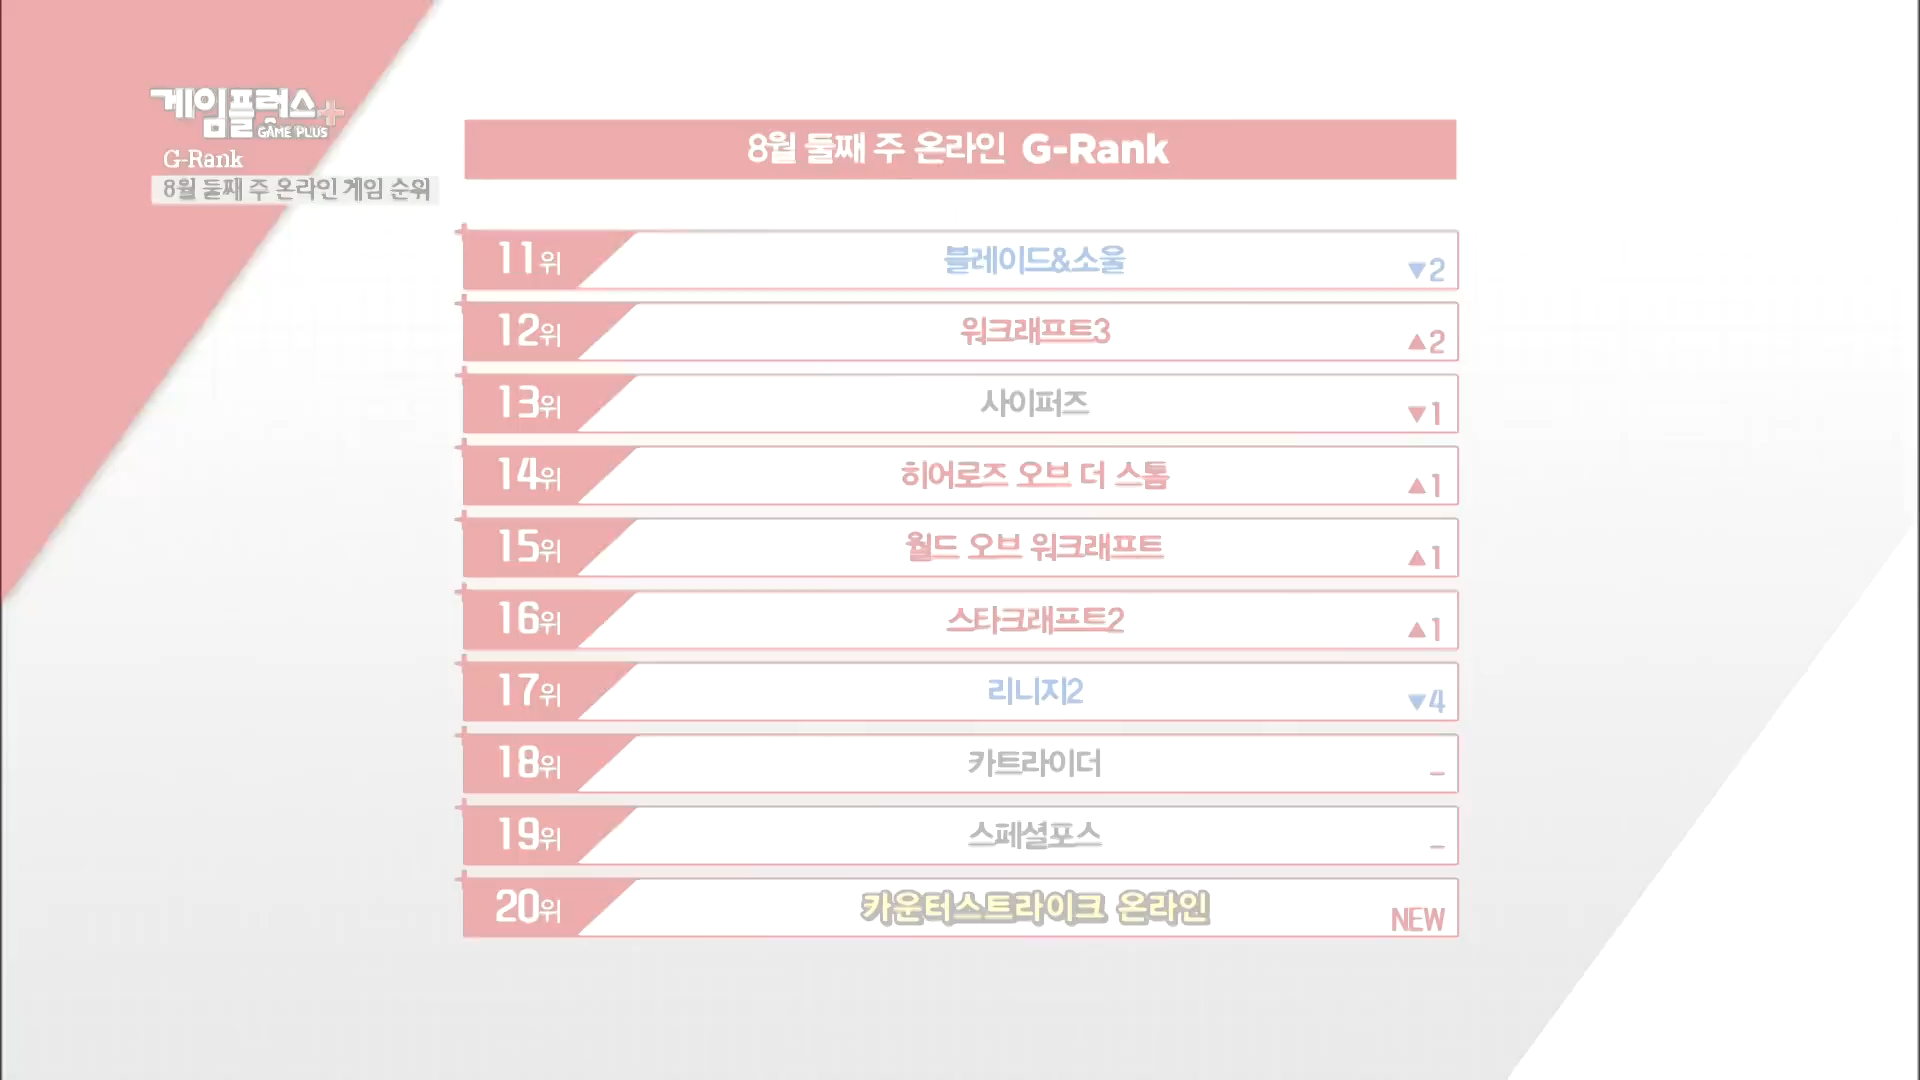 게임플러스+
GAME PLUS
G-Rank
8월 둘째 주 온라인 게임 순위
8월 둘째 주 온라인 G-Rank
11위 블레이드&소울 ▼2
12위 워크래프트3 ▲2
13위 사이퍼즈 ▼1
14위 히어로즈 오브 더 스톰 ▲1
15위 월드 오브 워크래프트 ▲1
16위 스타크래프트2 ▲1
17위 리니지2 ▼4
18위 카트라이더 –
19위 스페셜포스 –
20위 카운터스트라이크 온라인 NEW